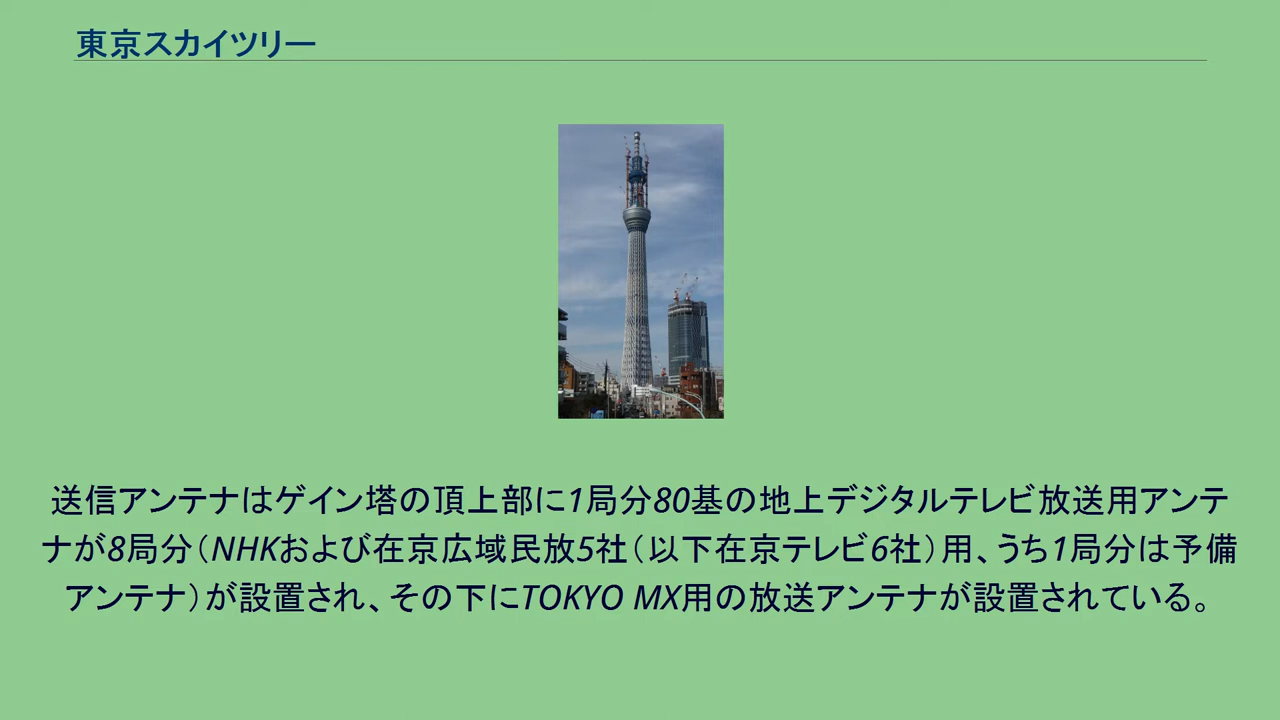 東京スカイツリー
送信アンテナはゲイン塔の頂上部に1局分80基の地上デジタルテレビ放送用アンテ
ナが8局分（NHKおよび在京広域民放5社（以下在京テレビ6社）用、うち1局分は予備
アンテナ）が設置され、その下にTOKYO MX用の放送アンテナが設置されている。